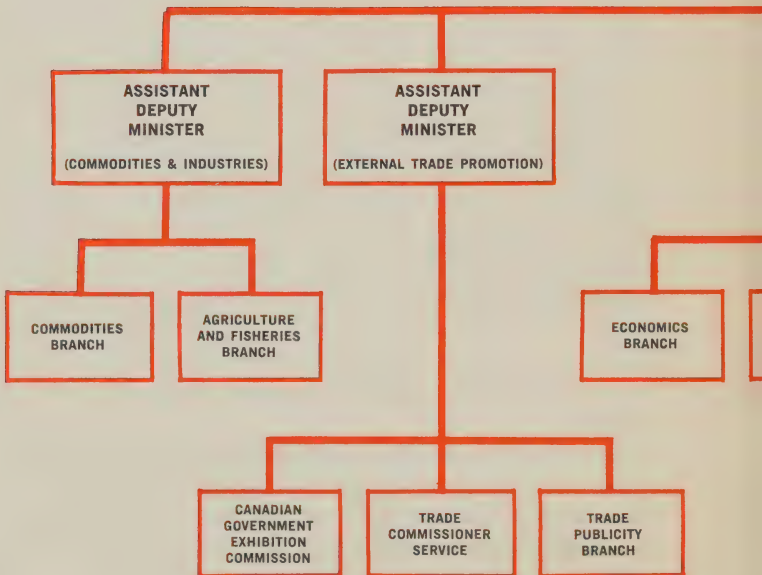 ASSISTANT
DEPUTY
MINISTER
(COMMODITIES & INDUSTRIES)
ASSISTANT
DEPUTY
MINISTER
(EXTERNAL TRADE PROMOTION)
COMMODITIES
BRANCH
AGRICULTURE
AND FISHERIES
BRANCH
ECONOMICS
BRANCH
CANADIAN
GOVERNMENT
EXHIBITION
COMMISSION
TRADE
COMMISSIONER
SERVICE
TRADE
PUBLICITY
BRANCH